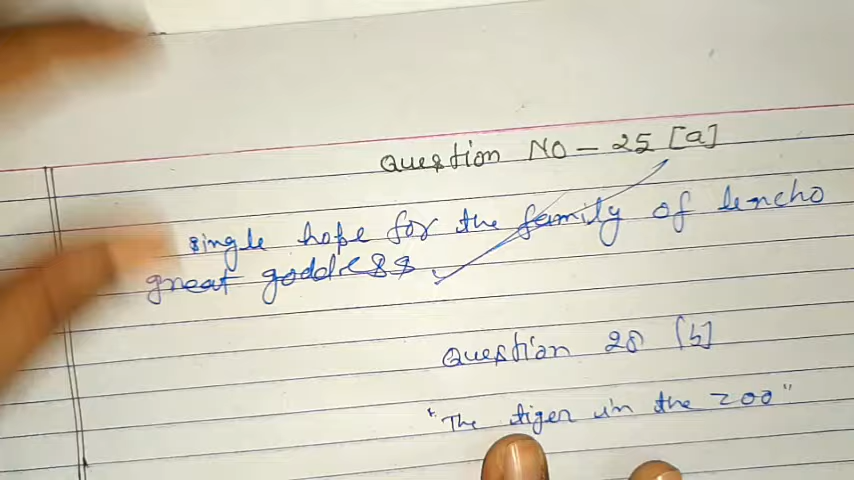 Question NO - 25 [a]
single hope for the family of lencho
great goddess
Question 28 [b]
"The tiger in the zoo"